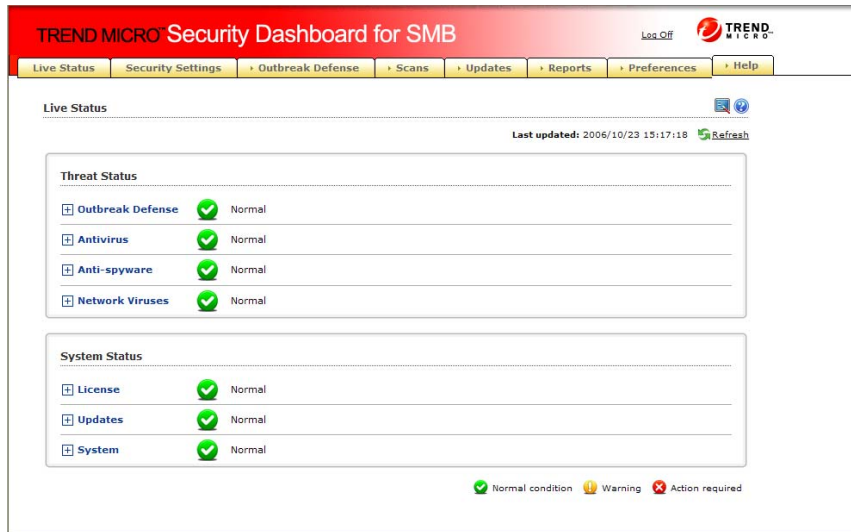 TREND MICRO™ Security Dashboard for SMB
Log Off
TREND MICRO™
Live Status
Security Settings
Outbreak Defense
Scans
Updates
Reports
Preferences
Help
Live Status
Last updated: 2006/10/23 15:17:18 Refresh
Threat Status
Outbreak Defense Normal
Antivirus Normal
Anti-spyware Normal
Network Viruses Normal
System Status
License Normal
Updates Normal
System Normal
Normal condition Warning Action required